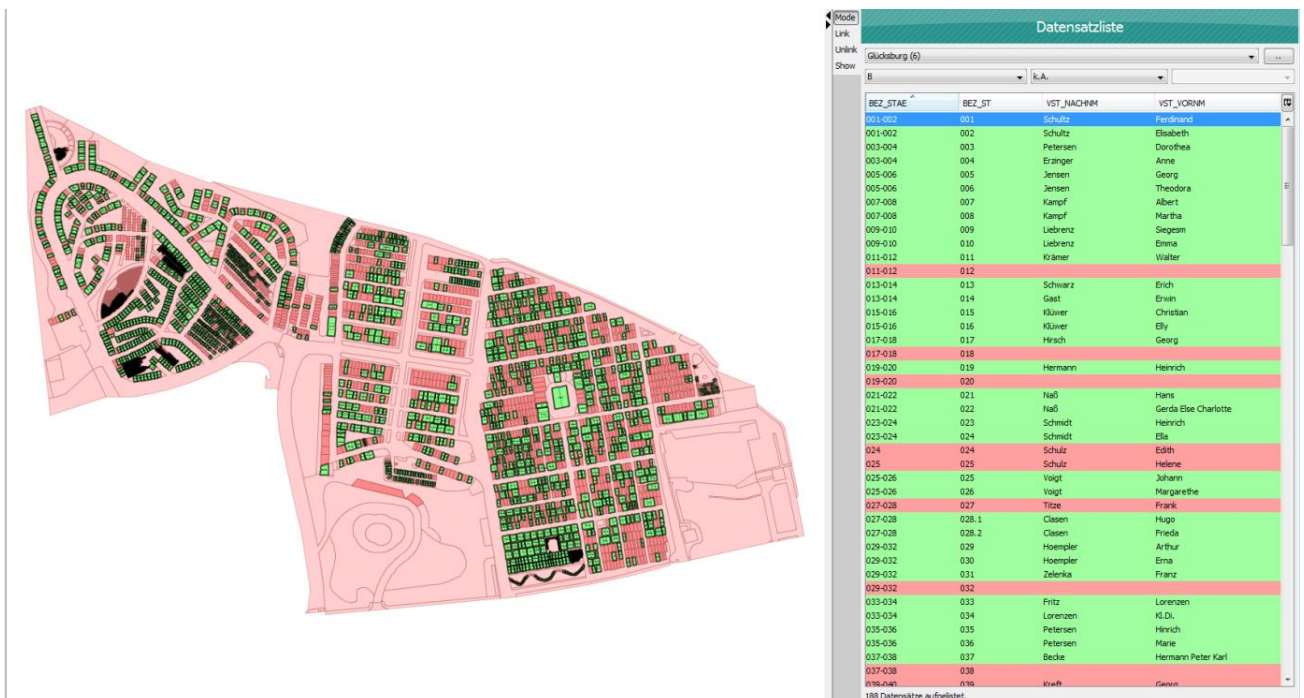 Mode
Link
Unlink
Show
Datensatzliste
Glücksburg (6)
..
B k.A.
BEZ_STAE BEZ_ST VST_NACHNM VST_VORNM
001-002 001 Schultz Ferdinand
001-002 002 Schultz Elisabeth
003-004 003 Petersen Dorothea
003-004 004 Erzinger Anne
005-006 005 Jensen Georg
005-006 006 Jensen Theodora
007-008 007 Kampf Albert
007-008 008 Kampf Martha
009-010 009 Liebrenz Siegesm
009-010 010 Liebrenz Emma
011-012 011 Krämer Walter
011-012 012
013-014 013 Schwarz Erich
013-014 014 Gast Erwin
015-016 015 Klüwer Christian
015-016 016 Klüwer Elly
017-018 017 Hirsch Georg
017-018 018
019-020 019 Hermann Heinrich
019-020 020
021-022 021 Naß Hans
021-022 022 Naß Gerda Else Charlotte
023-024 023 Schmidt Heinrich
023-024 024 Schmidt Ella
024 024 Schulz Edith
025 025 Schulz Helene
025-026 025 Voigt Johann
025-026 026 Voigt Margarethe
027-028 027 Titze Frank
027-028 028.1 Clasen Hugo
027-028 028.2 Clasen Frieda
029-032 029 Hoempler Arthur
029-032 030 Hoempler Erna
029-032 031 Zelenka Franz
029-032 032
033-034 033 Fritz Lorenzen
033-034 034 Lorenzen Kl.Di.
035-036 035 Petersen Hinrich
035-036 036 Petersen Marie
037-038 037 Becke Hermann Peter Karl
037-038 038
039-040 039 Kreft Georg
188 Datensätze aufgelistet.